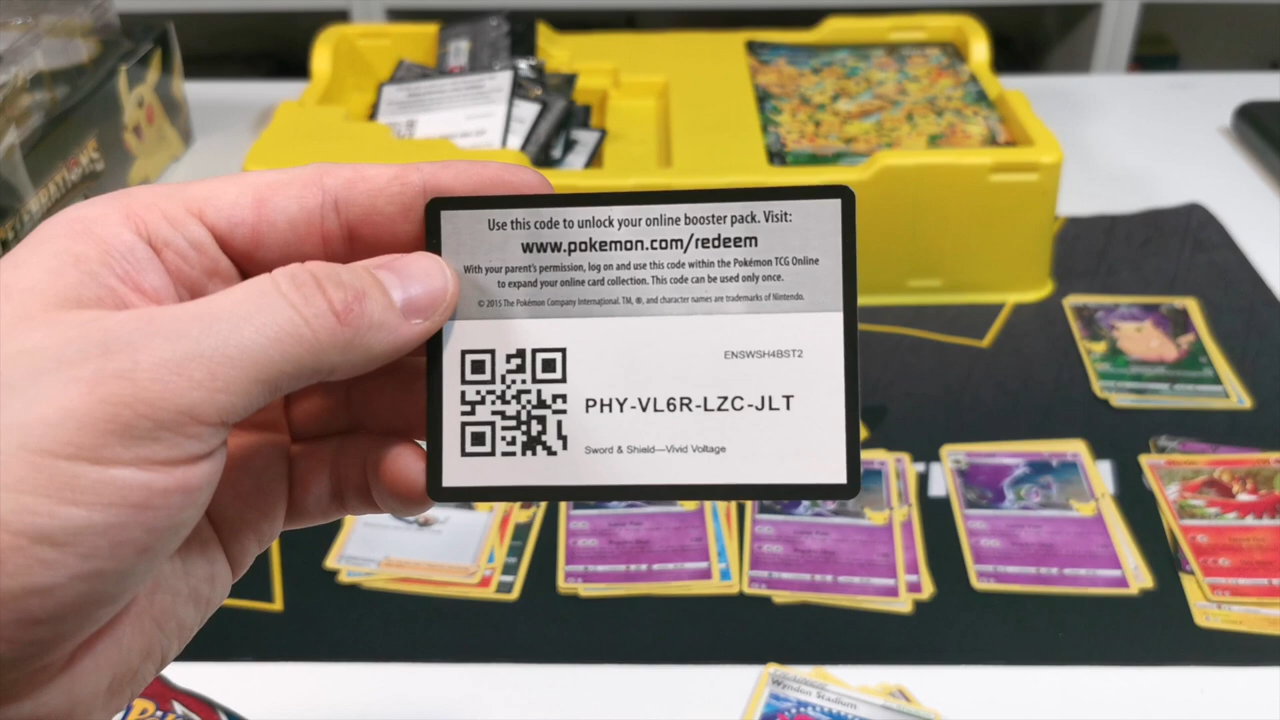 Use this code to unlock your online booster pack. Visit:
www.pokemon.com/redeem
With your parent's permission, log on and use this code within the Pokémon TCG Online
to expand your online card collection. This code can be used only once.
© 2015 The Pokémon Company International. TM, ®, and character names are trademarks of Nintendo.
ENSWSH4BST2
PHY-VL6R-LZC-JLT
Sword & Shield—Vivid Voltage
TRAINER
Wyndon Stadium